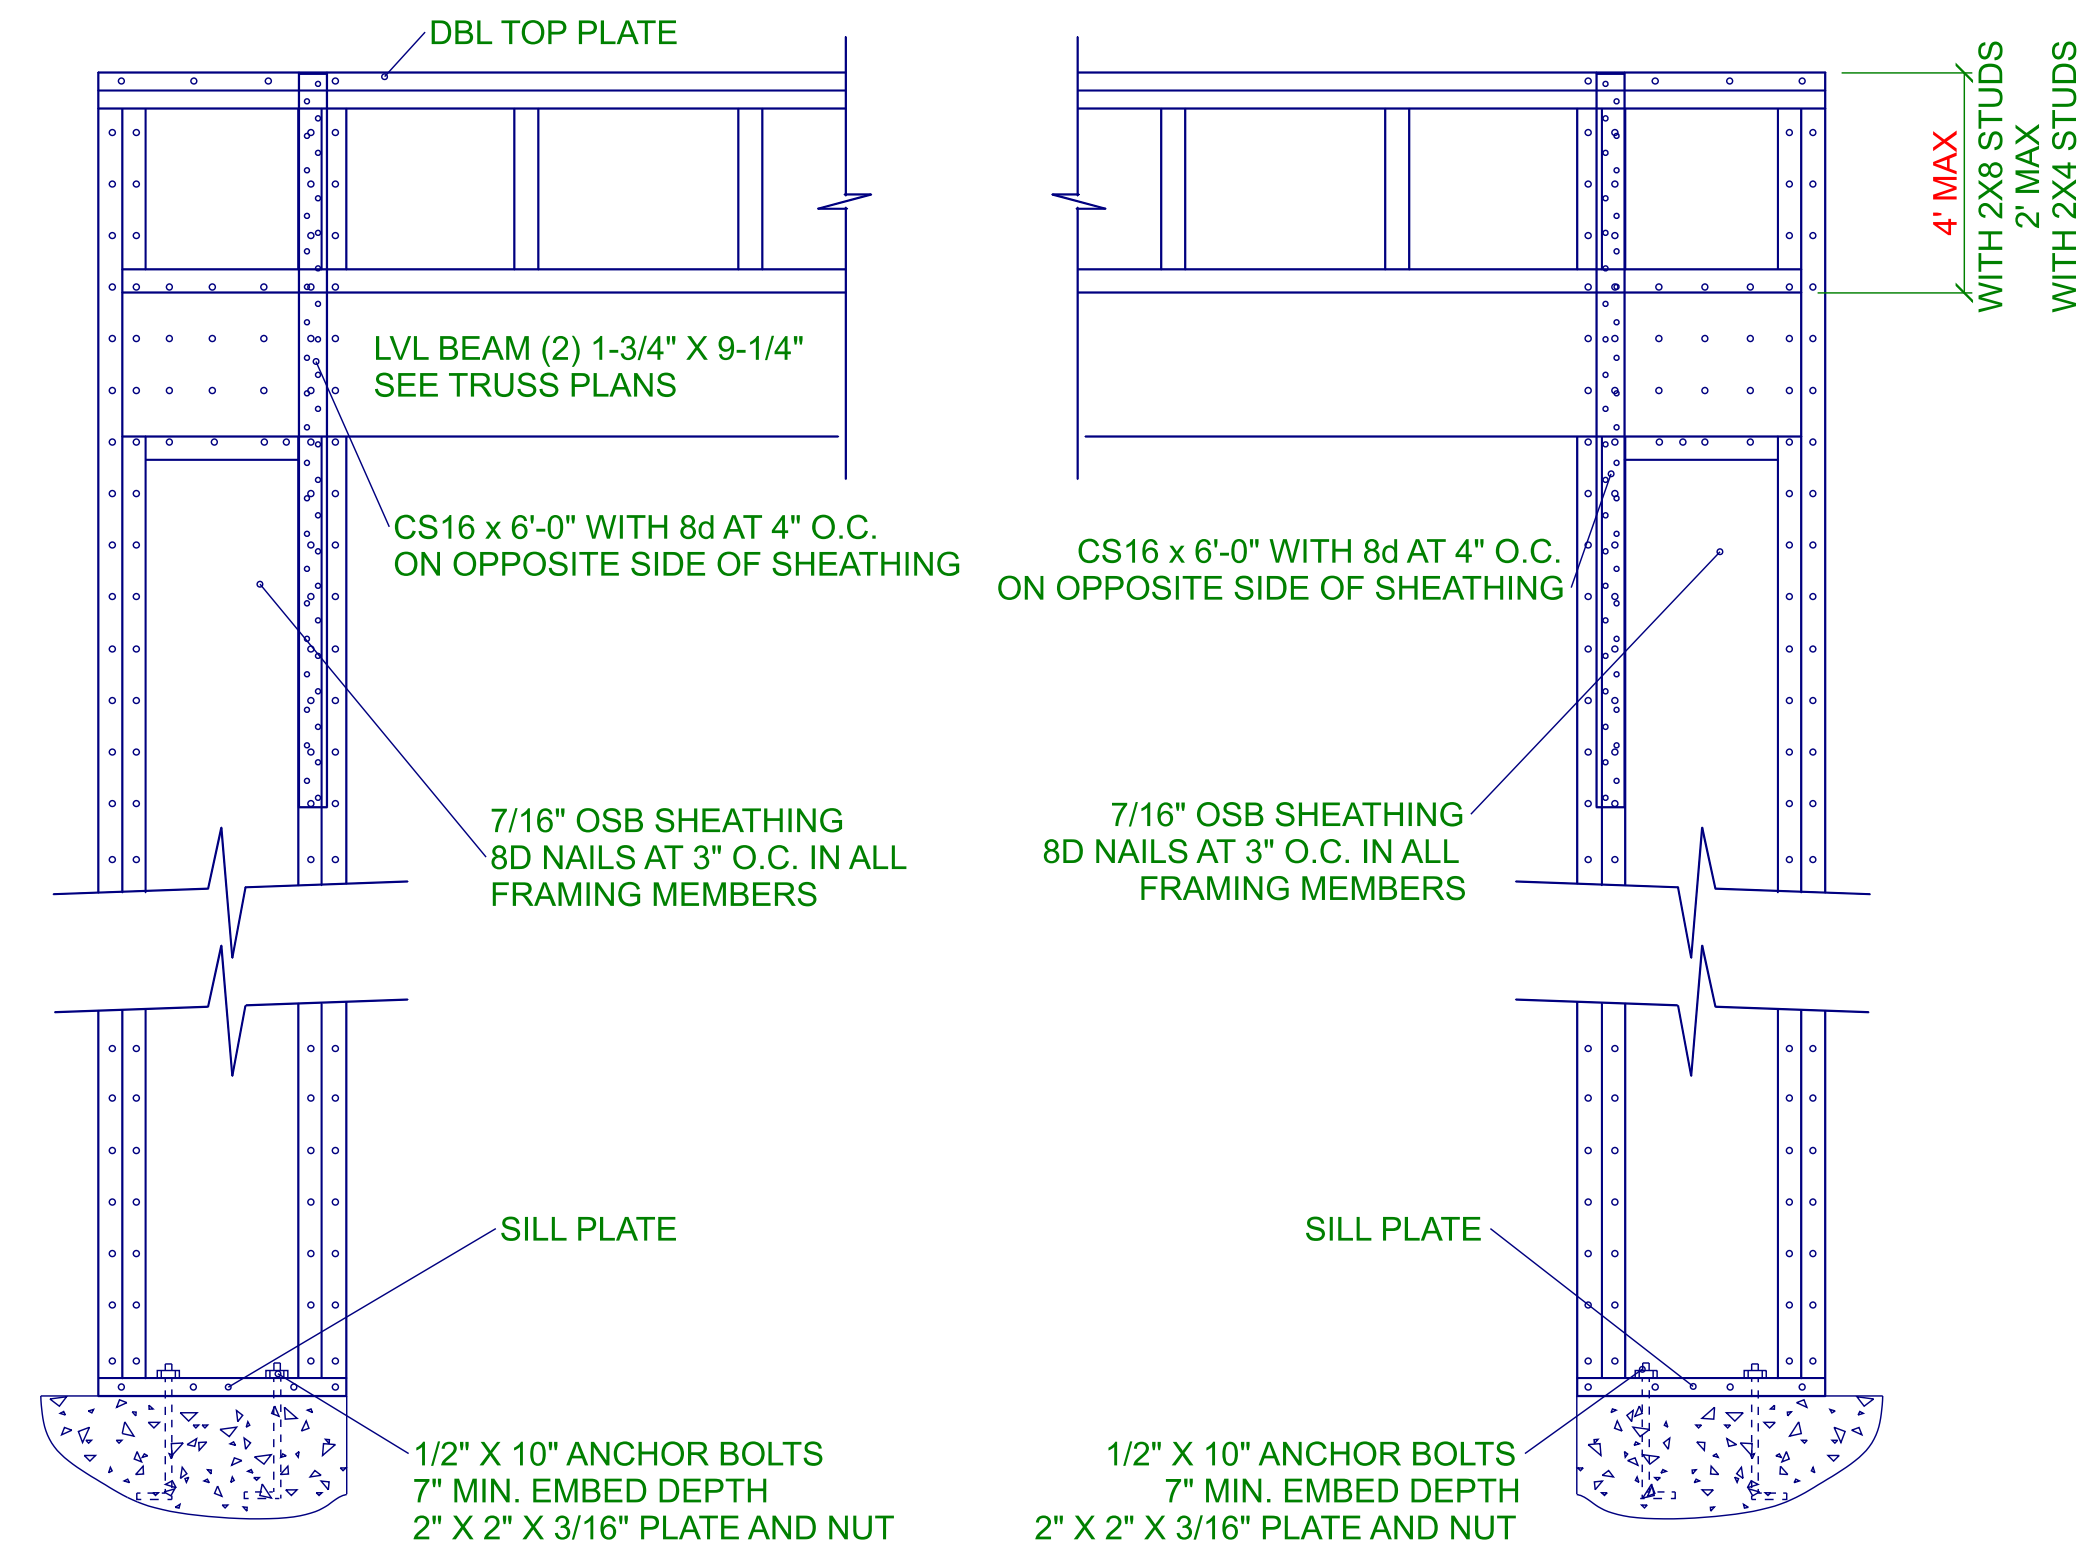 DBL TOP PLATE
4' MAX
WITH 2X8 STUDS
2' MAX
WITH 2X4 STUDS
LVL BEAM (2) 1-3/4" X 9-1/4"
SEE TRUSS PLANS
CS16 x 6'-0" WITH 8d AT 4" O.C.
ON OPPOSITE SIDE OF SHEATHING
CS16 x 6'-0" WITH 8d AT 4" O.C.
ON OPPOSITE SIDE OF SHEATHING
7/16" OSB SHEATHING
8D NAILS AT 3" O.C. IN ALL
FRAMING MEMBERS
7/16" OSB SHEATHING
8D NAILS AT 3" O.C. IN ALL
FRAMING MEMBERS
SILL PLATE
SILL PLATE
1/2" X 10" ANCHOR BOLTS
7" MIN. EMBED DEPTH
2" X 2" X 3/16" PLATE AND NUT
1/2" X 10" ANCHOR BOLTS
7" MIN. EMBED DEPTH
2" X 2" X 3/16" PLATE AND NUT